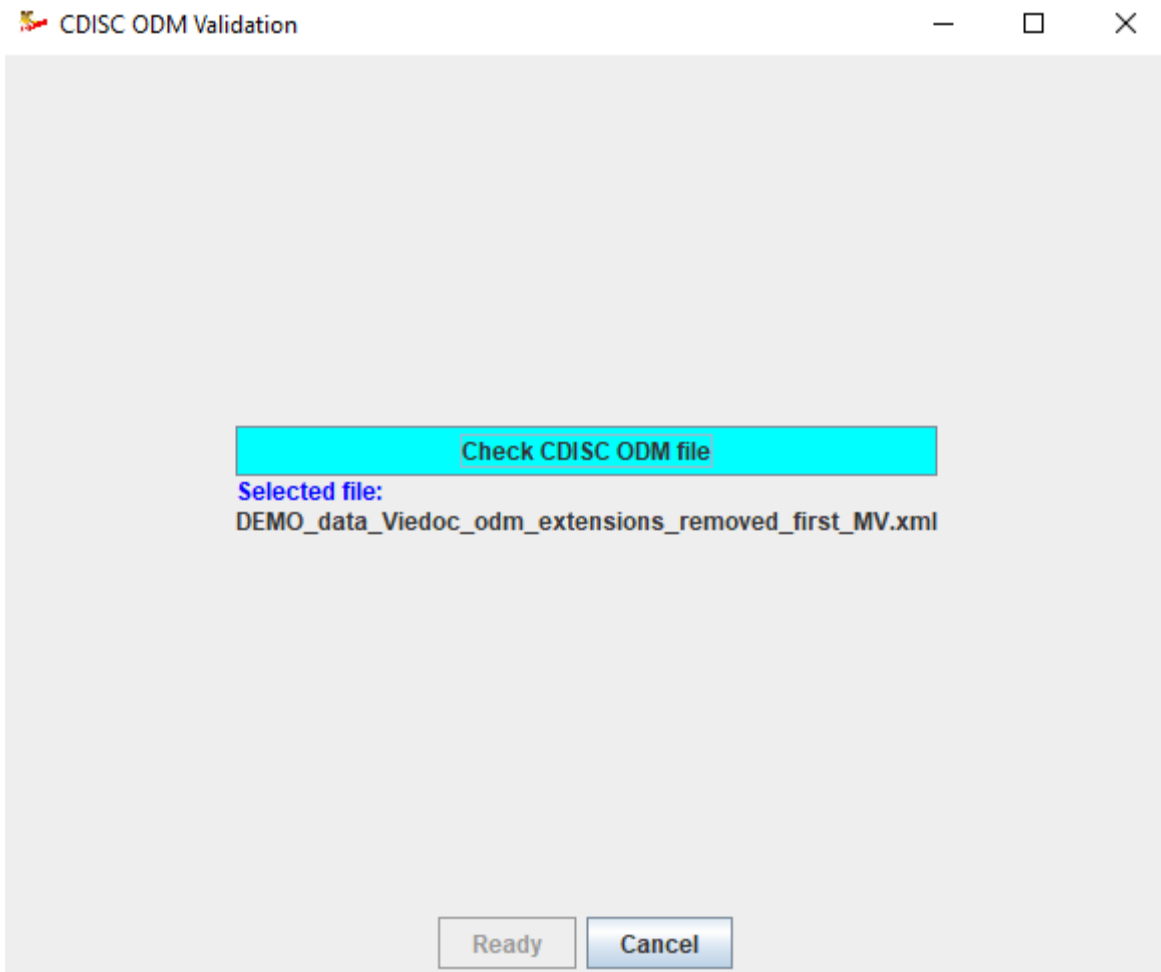 CDISC ODM Validation
Check CDISC ODM file
Selected file:
DEMO_data_Viedoc_odm_extensions_removed_first_MV.xml
Ready
Cancel